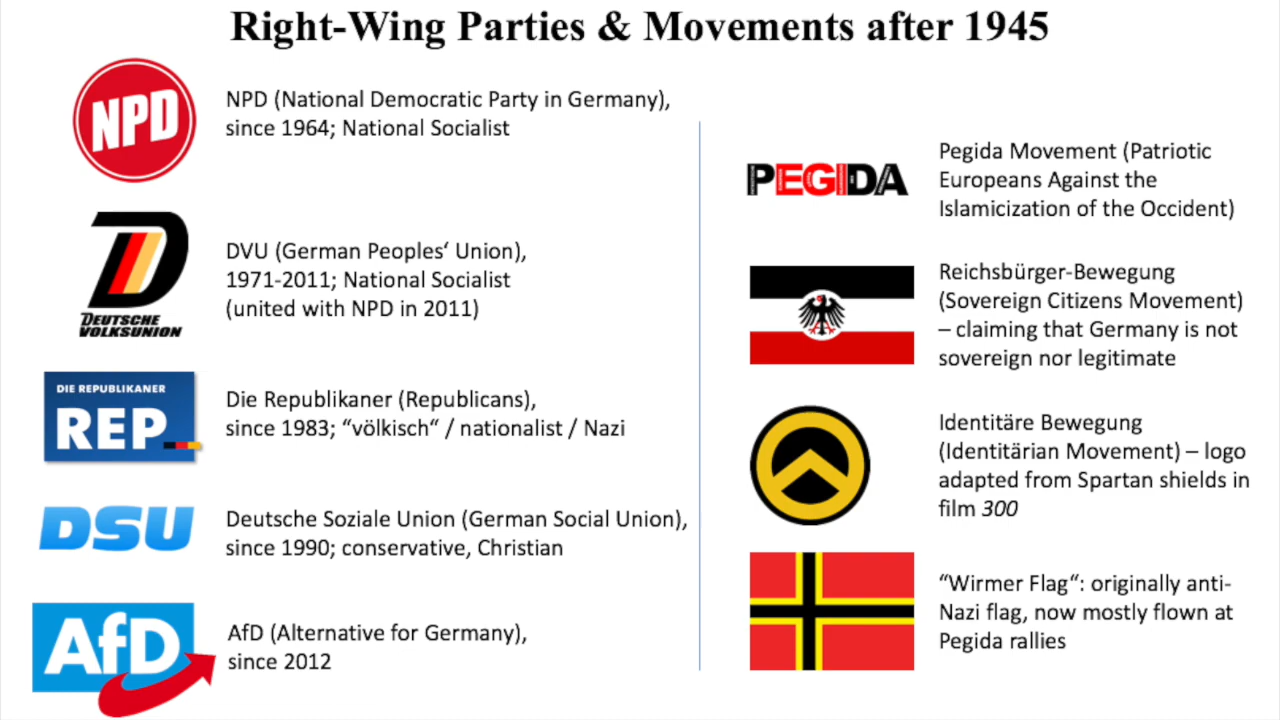 Right-Wing Parties & Movements after 1945
NPD
NPD (National Democratic Party in Germany),
since 1964; National Socialist
DEUTSCHE
VOLKSUNION
DVU (German Peoples‘ Union),
1971-2011; National Socialist
(united with NPD in 2011)
DIE REPUBLIKANER
REP
Die Republikaner (Republicans),
since 1983; “völkisch“ / nationalist / Nazi
DSU
Deutsche Soziale Union (German Social Union),
since 1990; conservative, Christian
AfD
AfD (Alternative for Germany),
since 2012
PEGIDA
Pegida Movement (Patriotic
Europeans Against the
Islamicization of the Occident)
Reichsbürger-Bewegung
(Sovereign Citizens Movement)
– claiming that Germany is not
sovereign nor legitimate
Identitäre Bewegung
(Identitärian Movement) – logo
adapted from Spartan shields in
film 300
“Wirmer Flag“: originally anti-
Nazi flag, now mostly flown at
Pegida rallies